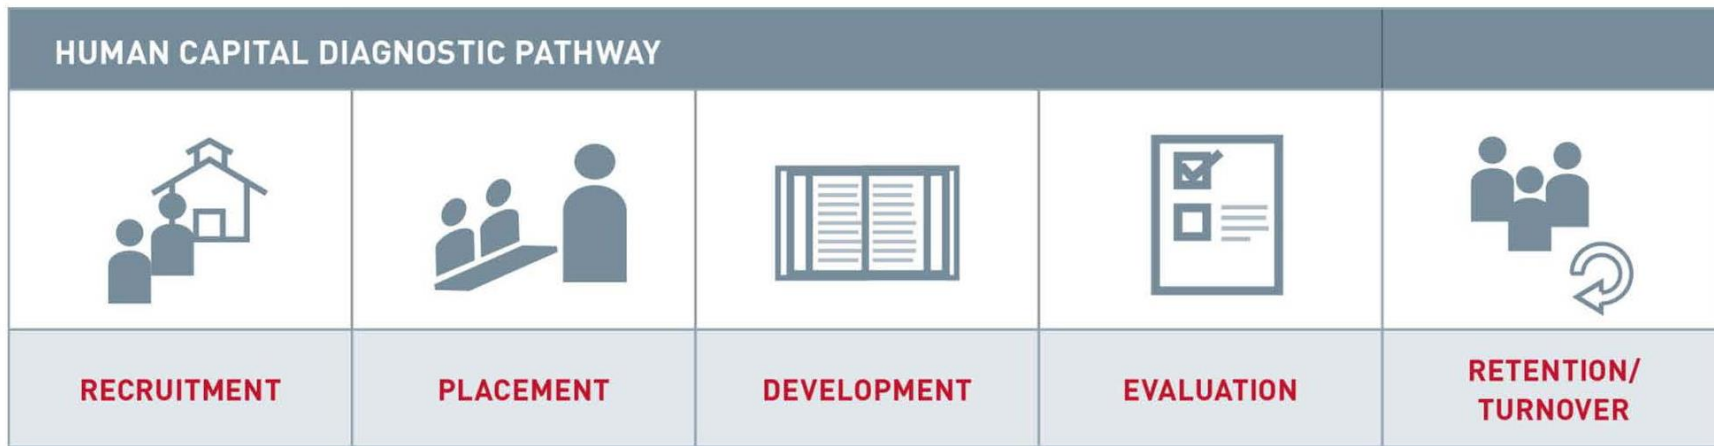 HUMAN CAPITAL DIAGNOSTIC PATHWAY
RECRUITMENT
PLACEMENT
DEVELOPMENT
EVALUATION
RETENTION/
TURNOVER